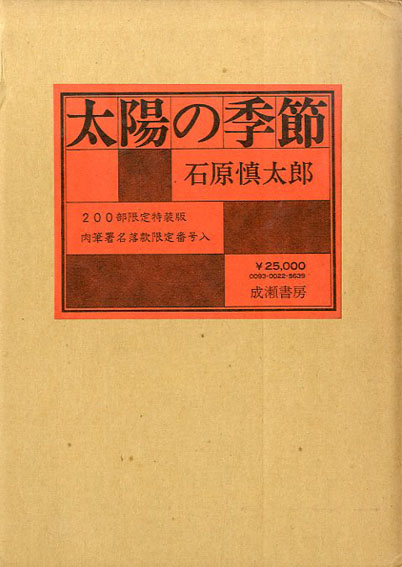 太陽の季節
石原慎太郎
200部限定特装版
肉筆署名落款限定番号入
￥25,000
0093-0022-5639
成瀬書房